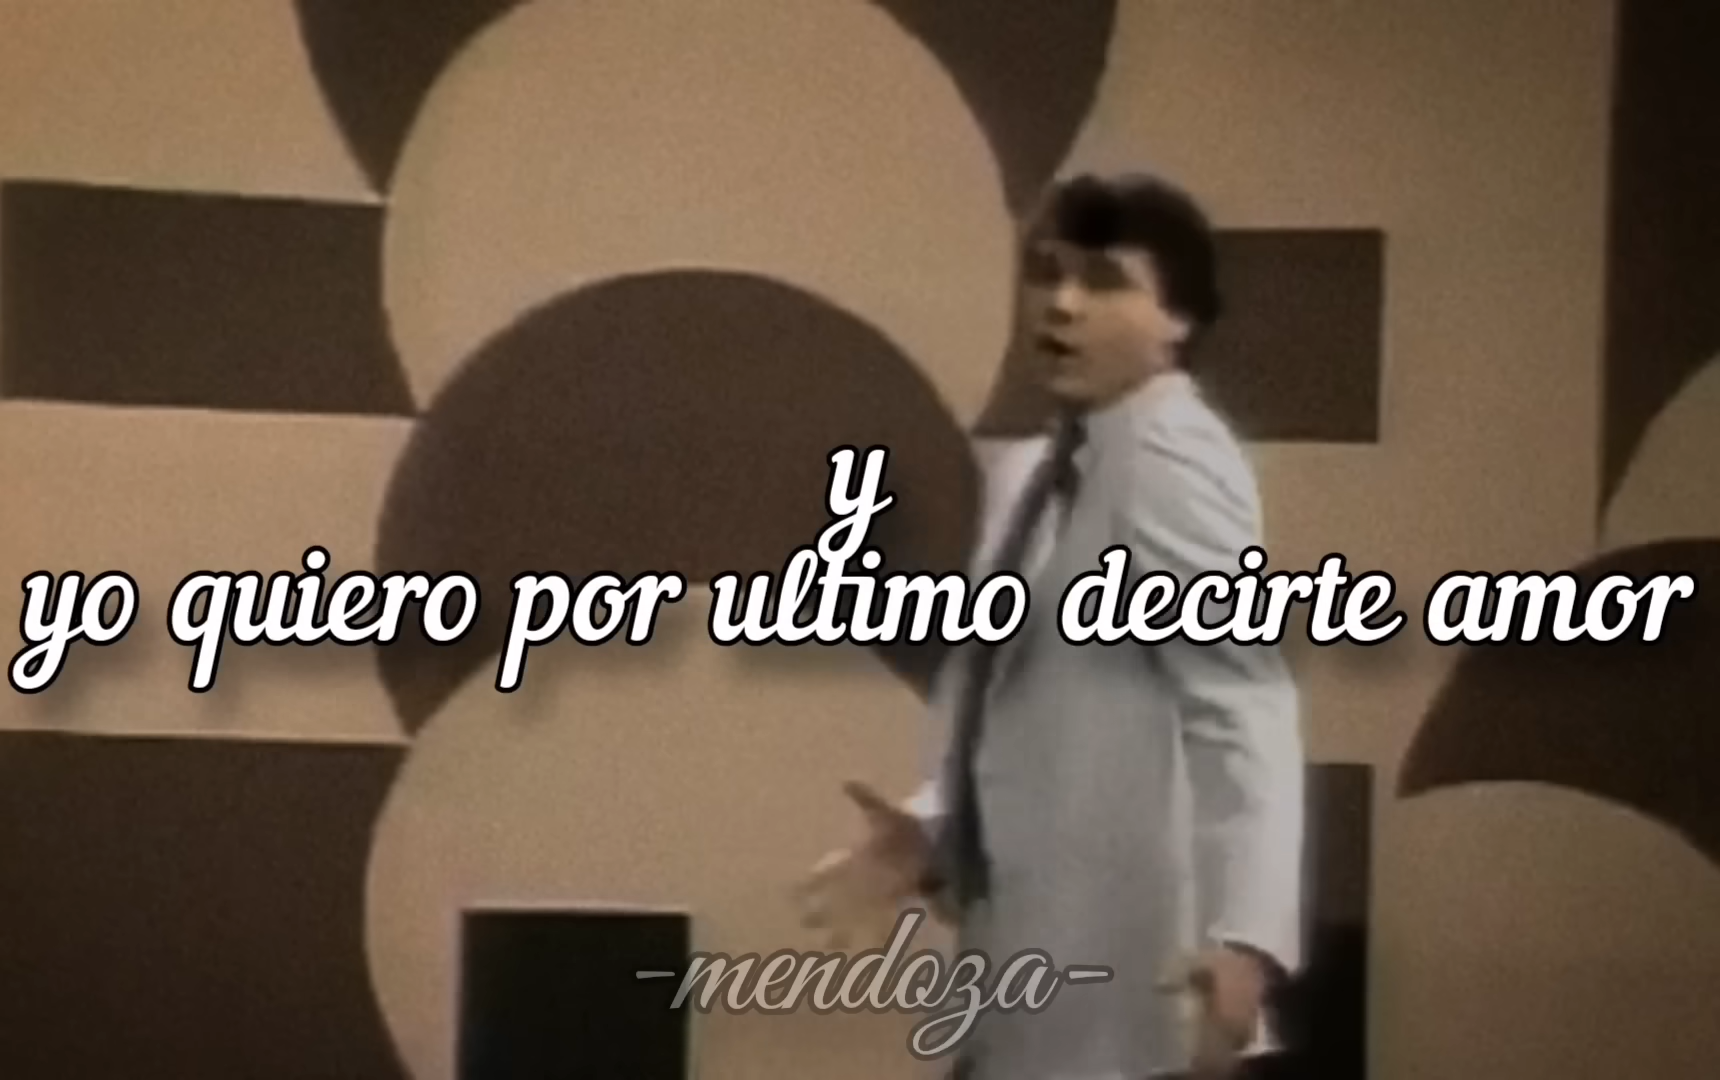 y
yo quiero por ultimo decirte amor
-mendoza-